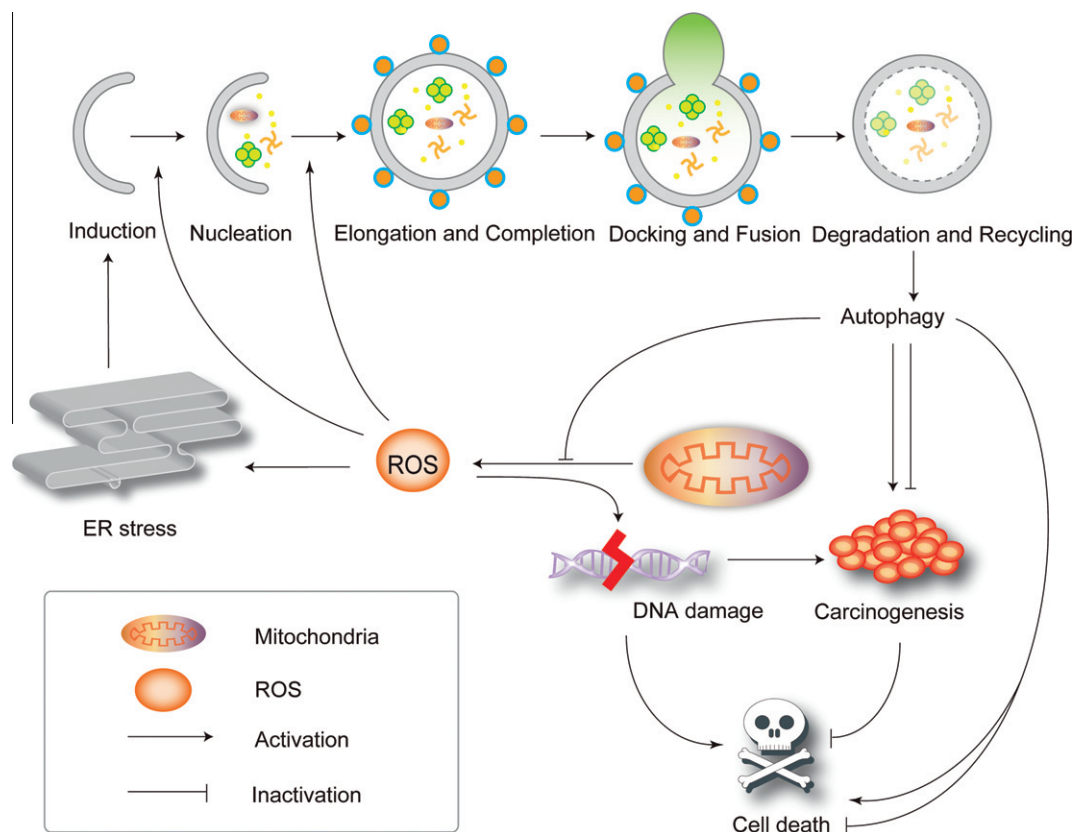 Induction
Nucleation
Elongation and Completion
Docking and Fusion
Degradation and Recycling
Autophagy
ROS
ER stress
DNA damage
Carcinogenesis
Mitochondria
ROS
Activation
Inactivation
Cell death